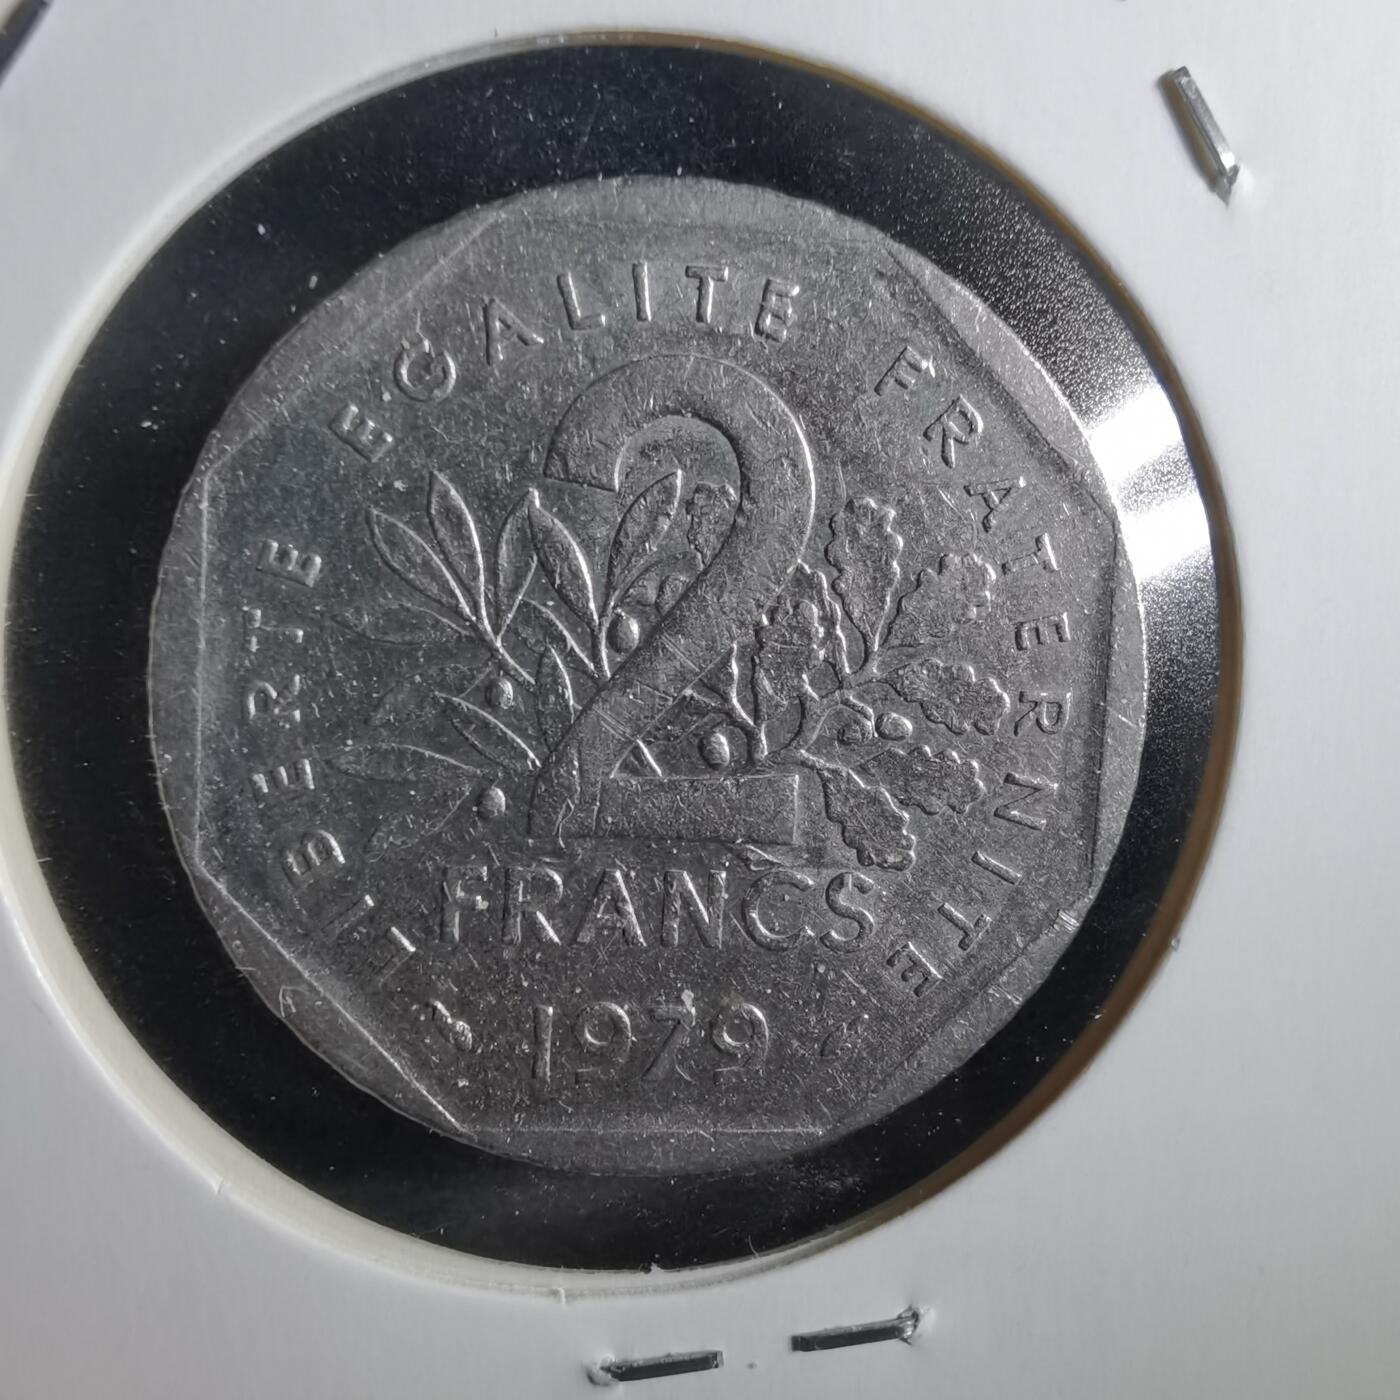 LIBERTE EGALITE FRATERNITE
2
FRANCS
1979